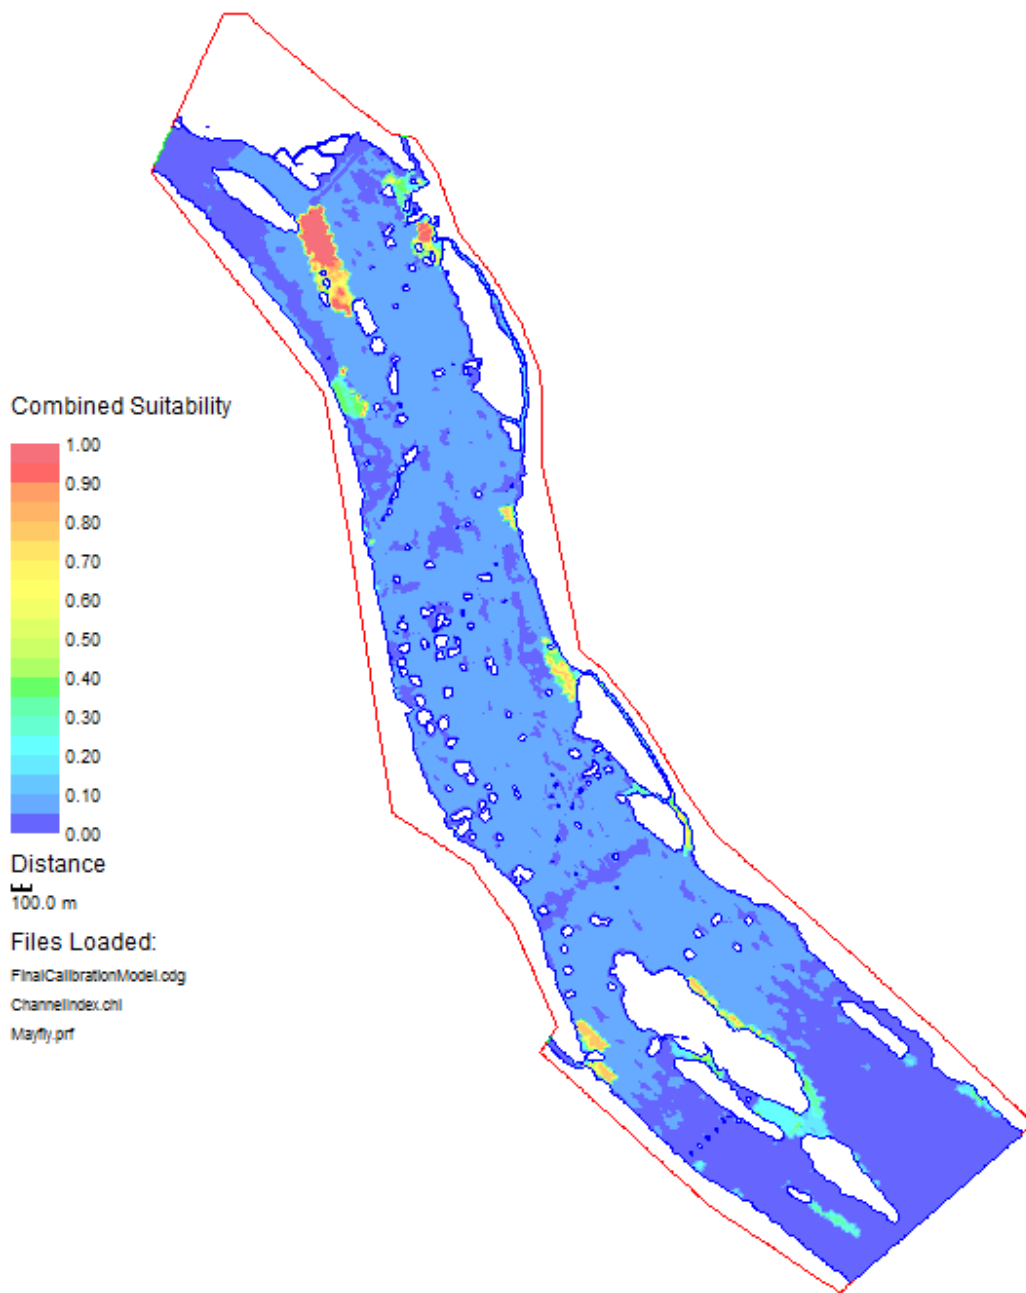 Combined Suitability
1.00
0.90
0.80
0.70
0.60
0.50
0.40
0.30
0.20
0.10
0.00
Distance
100.0 m
Files Loaded:
FinalCalibrationModel.cdg
ChannelIndex.chi
Mayfly.prf